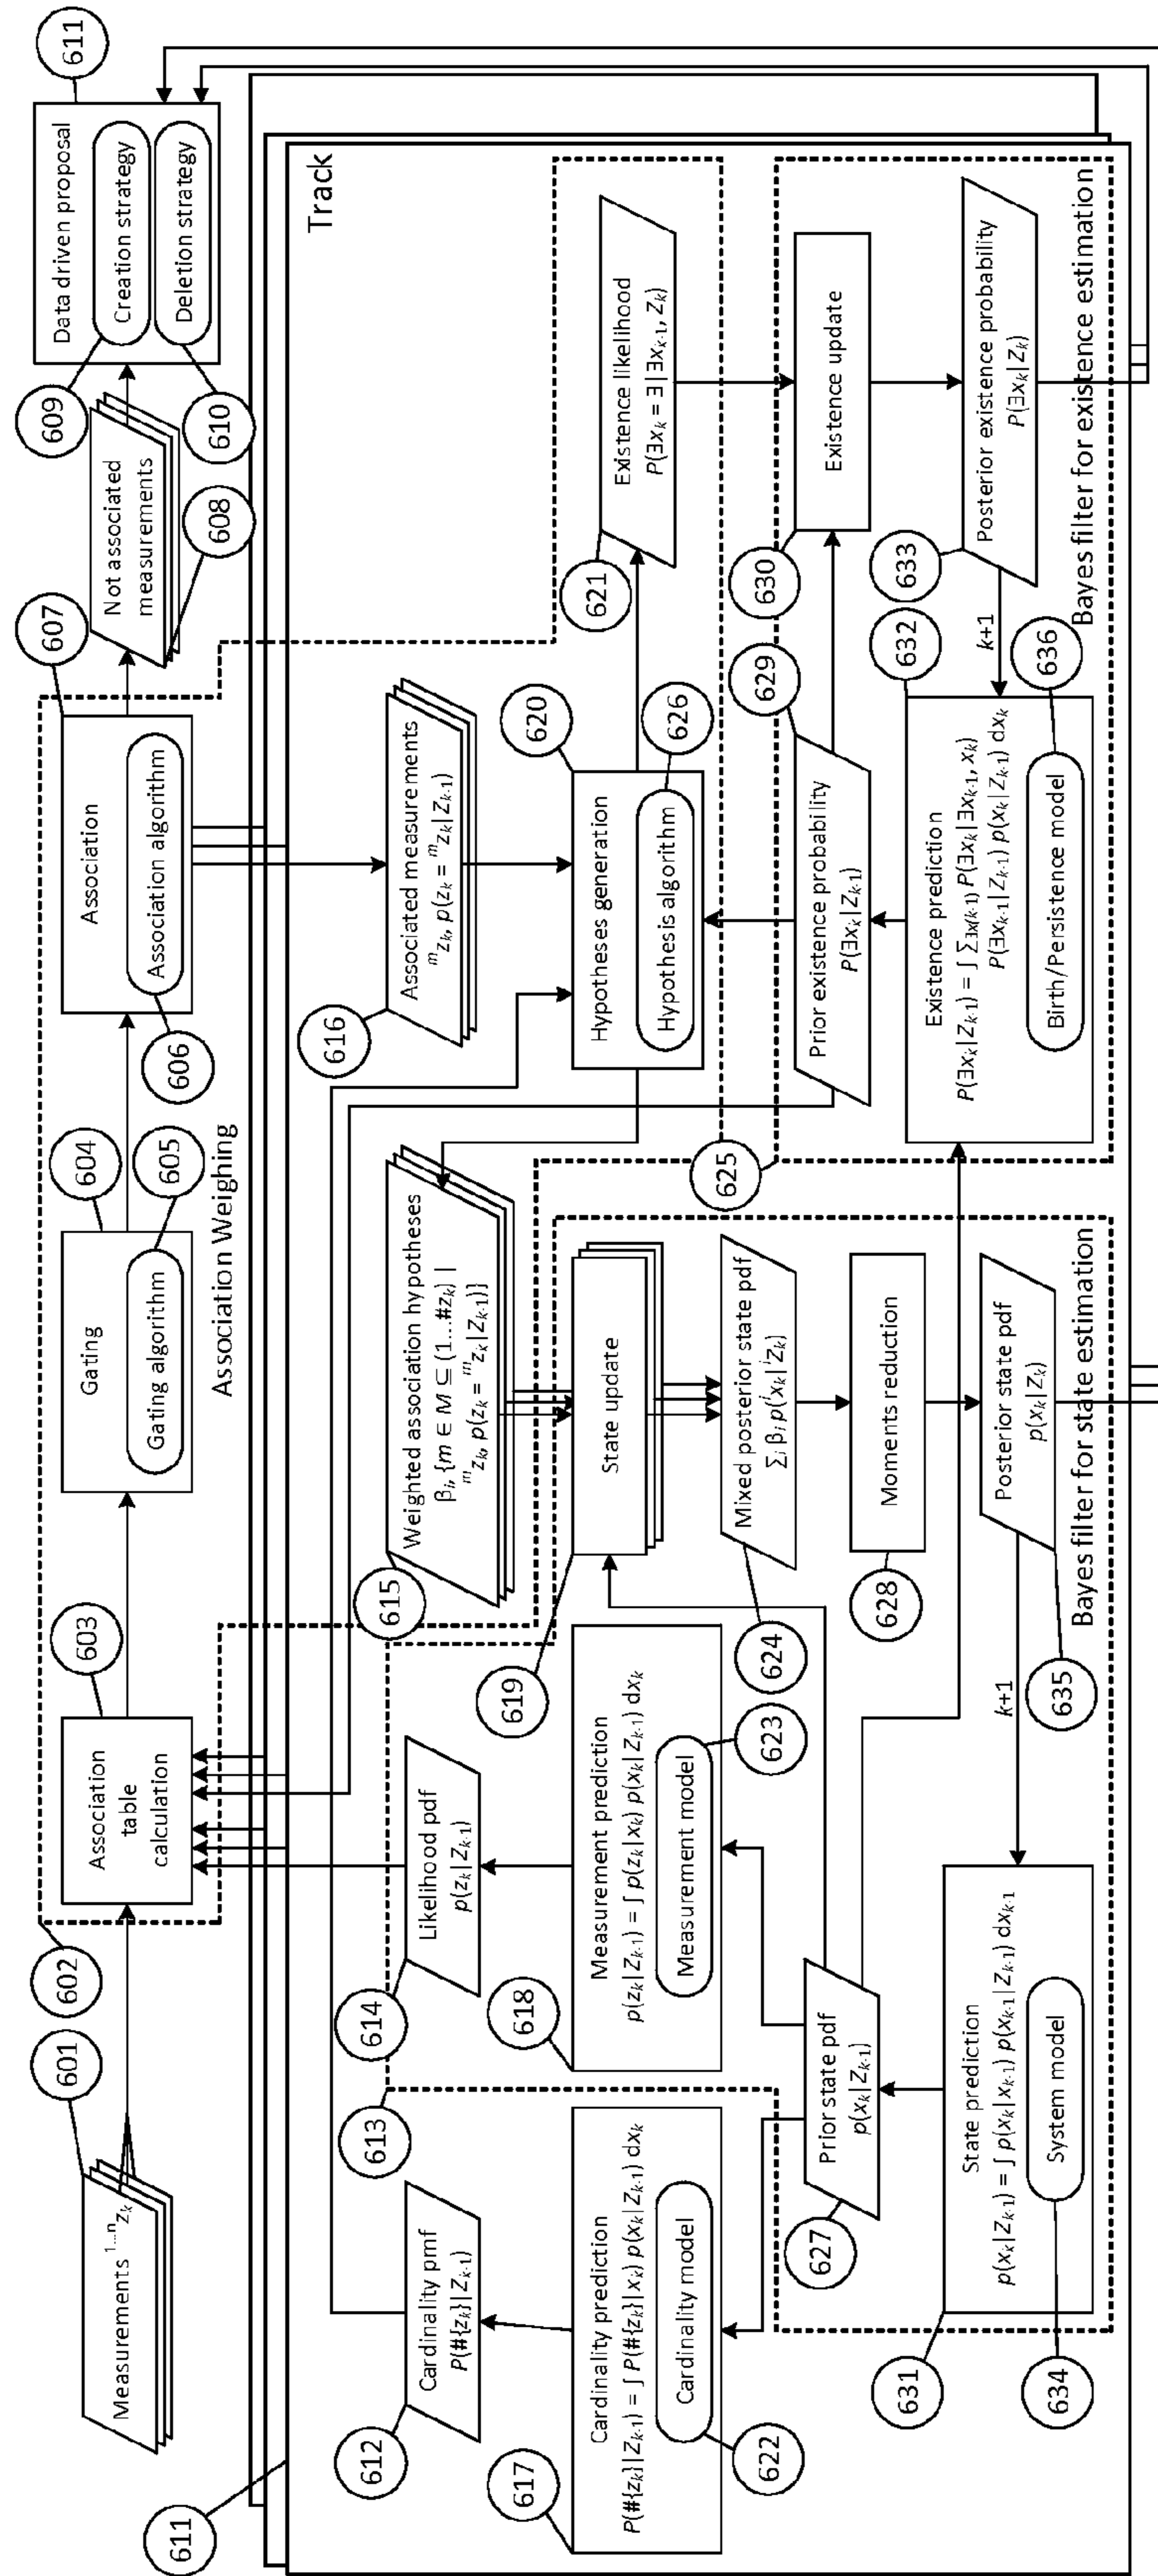 601
Measurements ¹⋯ⁿzₖ
602
603
Association
table
calculation
604
Gating
605
Gating algorithm
Association Weighing
607
Association
606
Association algorithm
608
Not associated
measurements
611
Data driven proposal
609
Creation strategy
610
Deletion strategy
611
Track
612
Cardinality pmf
P(#{zₖ}|Zₖ₋₁)
613
614
Likelihood pdf
p(zₖ|Zₖ₋₁)
615
Weighted association hypotheses
βᵢ, {m ∈ M ⊆ (1...#zₖ) |
ᵐzₖ, p(zₖ = ᵐzₖ|Zₖ₋₁)}
616
Associated measurements
ᵐzₖ, p(zₖ = ᵐzₖ|Zₖ₋₁)
617
Cardinality prediction
P(#{zₖ}|Zₖ₋₁) = ∫ P(#{zₖ}|xₖ) p(xₖ|Zₖ₋₁) dxₖ
622
Cardinality model
618
Measurement prediction
p(zₖ|Zₖ₋₁) = ∫ p(zₖ|xₖ) p(xₖ|Zₖ₋₁) dxₖ
623
Measurement model
619
State update
620
Hypotheses generation
626
Hypothesis algorithm
621
Existence likelihood
P(∃xₖ = ∃|∃xₖ₋₁, Zₖ)
624
Mixed posterior state pdf
∑ᵢ βᵢ p(ⁱxₖ|ⁱZₖ)
625
627
Prior state pdf
p(xₖ|Zₖ₋₁)
628
Moments reduction
629
Prior existence probability
P(∃xₖ|Zₖ₋₁)
630
Existence update
631
State prediction
p(xₖ|Zₖ₋₁) = ∫ p(xₖ|xₖ₋₁) p(xₖ₋₁|Zₖ₋₁) dxₖ₋₁
634
System model
k+1
635
Posterior state pdf
p(xₖ|Zₖ)
Bayes filter for state estimation
632
Existence prediction
P(∃xₖ|Zₖ₋₁) = ∫ ∑∃x(k-1) P(∃xₖ|∃xₖ₋₁, xₖ)
P(∃xₖ₋₁|Zₖ₋₁) p(xₖ|Zₖ₋₁) dxₖ
636
Birth/Persistence model
k+1
633
Posterior existence probability
P(∃xₖ|Zₖ)
Bayes filter for existence estimation